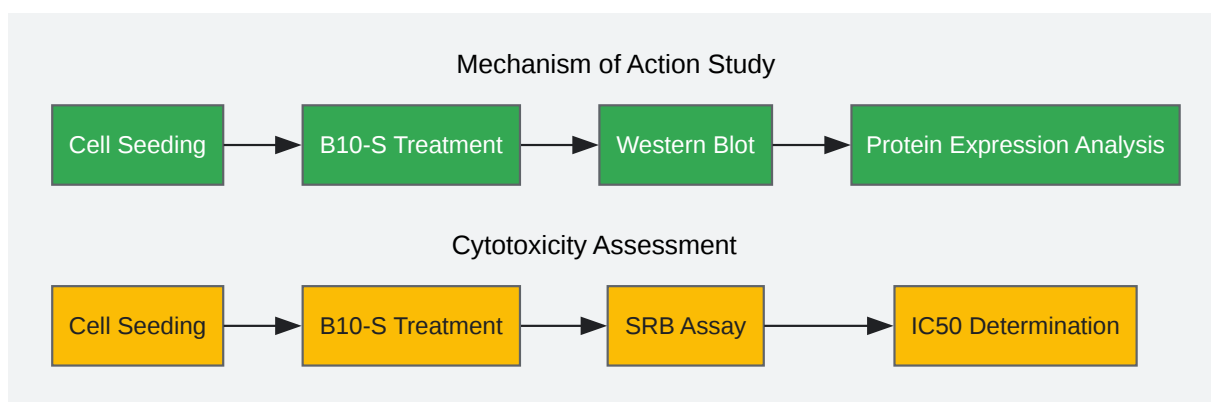 Mechanism of Action Study
Cell Seeding
B10-S Treatment
Western Blot
Protein Expression Analysis
Cytotoxicity Assessment
Cell Seeding
B10-S Treatment
SRB Assay
IC50 Determination